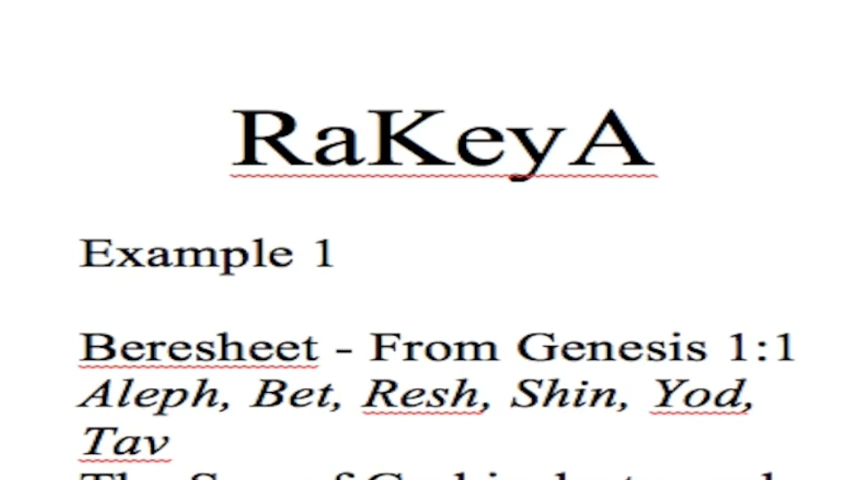 RaKeyA
Example 1
Beresheet - From Genesis 1:1
Aleph, Bet, Resh, Shin, Yod,
Tav